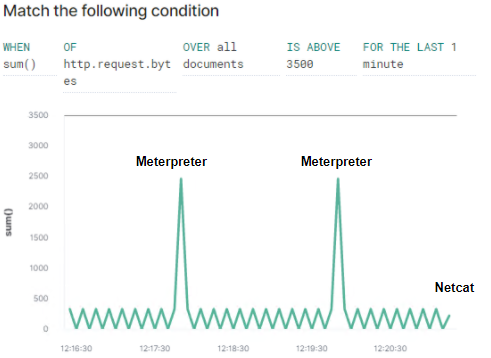 Match the following condition
WHEN sum()
OF http.request.byt
es
OVER all
documents
IS ABOVE
3500
FOR THE LAST 1
minute
3500
3000
2500
2000
1500
1000
500
0
sum()
Meterpreter
Meterpreter
Netcat
12:16:30
12:17:30
12:18:30
12:19:30
12:20:30